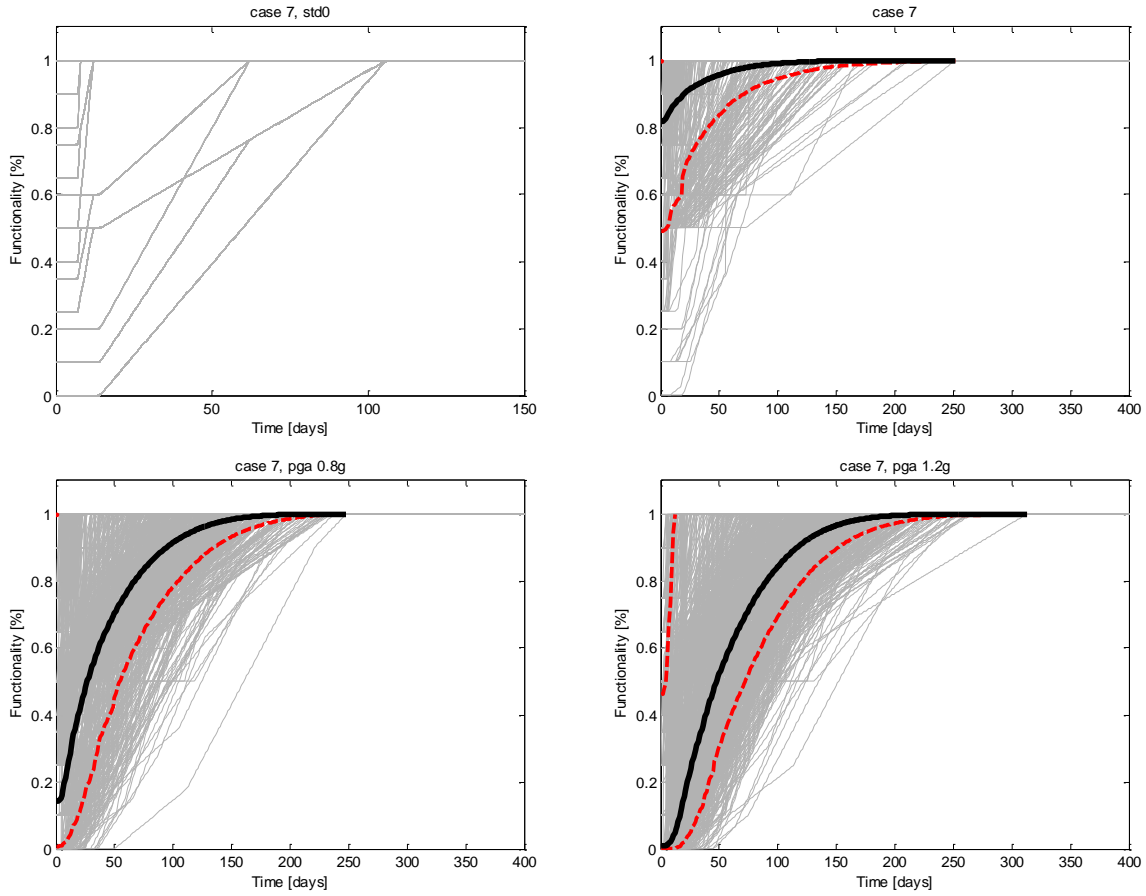 case 7, std0
1
0.8
0.6
0.4
0.2
0
0 50 100 150
Functionality [%]
Time [days]
case 7
1
0.8
0.6
0.4
0.2
0
0 50 100 150 200 250 300 350 400
Functionality [%]
Time [days]
case 7, pga 0.8g
1
0.8
0.6
0.4
0.2
0
0 50 100 150 200 250 300 350 400
Functionality [%]
Time [days]
case 7, pga 1.2g
1
0.8
0.6
0.4
0.2
0
0 50 100 150 200 250 300 350 400
Functionality [%]
Time [days]